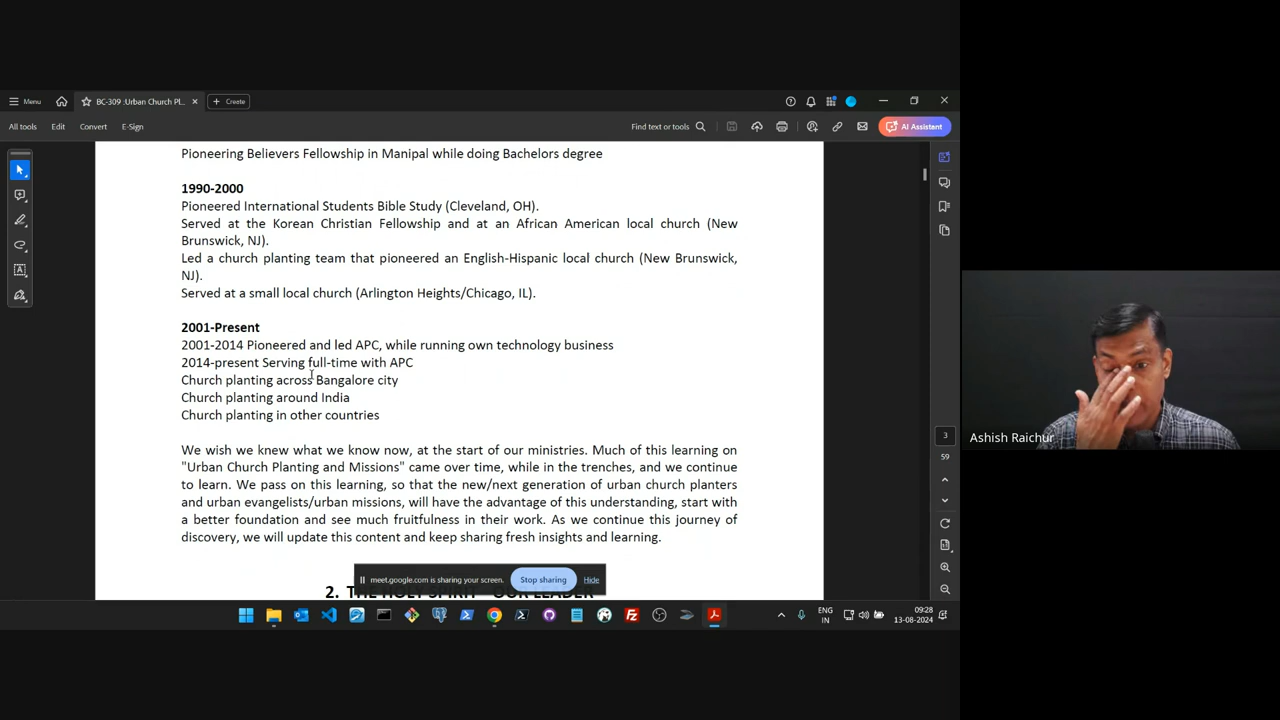 Menu
BC-309 :Urban Church Pl...
Create
All tools
Edit
Convert
E-Sign
Find text or tools
AI Assistant
Pioneering Believers Fellowship in Manipal while doing Bachelors degree
1990-2000
Pioneered International Students Bible Study (Cleveland, OH).
Served at the Korean Christian Fellowship and at an African American local church (New
Brunswick, NJ).
Led a church planting team that pioneered an English-Hispanic local church (New Brunswick,
NJ).
Served at a small local church (Arlington Heights/Chicago, IL).
2001-Present
2001-2014 Pioneered and led APC, while running own technology business
2014-present Serving full-time with APC
Church planting across Bangalore city
Church planting around India
Church planting in other countries
We wish we knew what we know now, at the start of our ministries. Much of this learning on
"Urban Church Planting and Missions" came over time, while in the trenches, and we continue
to learn. We pass on this learning, so that the new/next generation of urban church planters
and urban evangelists/urban missions, will have the advantage of this understanding, start with
a better foundation and see much fruitfulness in their work. As we continue this journey of
discovery, we will update this content and keep sharing fresh insights and learning.
2. THE HOLY SPIRIT – OUR LEADER
meet.google.com is sharing your screen.
Stop sharing
Hide
3
59
ENG
IN
09:28
13-08-2024
Ashish Raichur